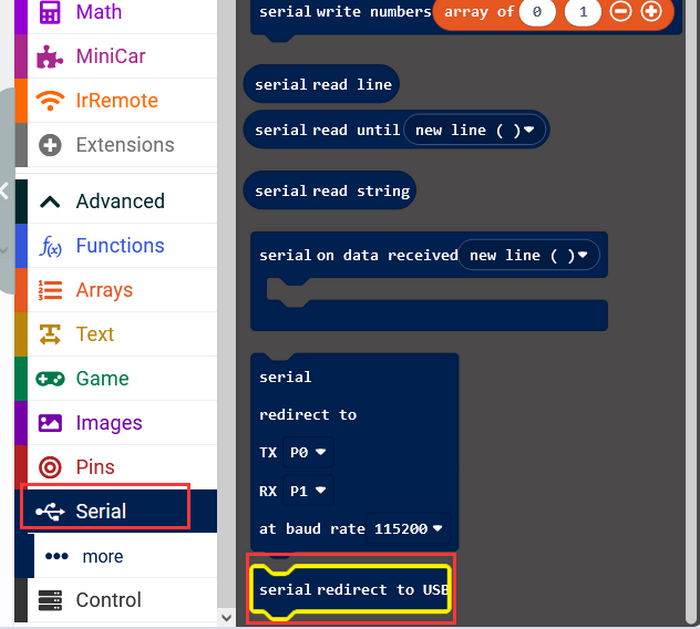 Math
MiniCar
IrRemote
Extensions
Advanced
Functions
Arrays
Text
Game
Images
Pins
Serial
more
Control
serial write numbers array of 0 1
serial read line
serial read until new line ( )
serial read string
serial on data received new line ( )
serial
redirect to
TX P0
RX P1
at baud rate 115200
serial redirect to USB